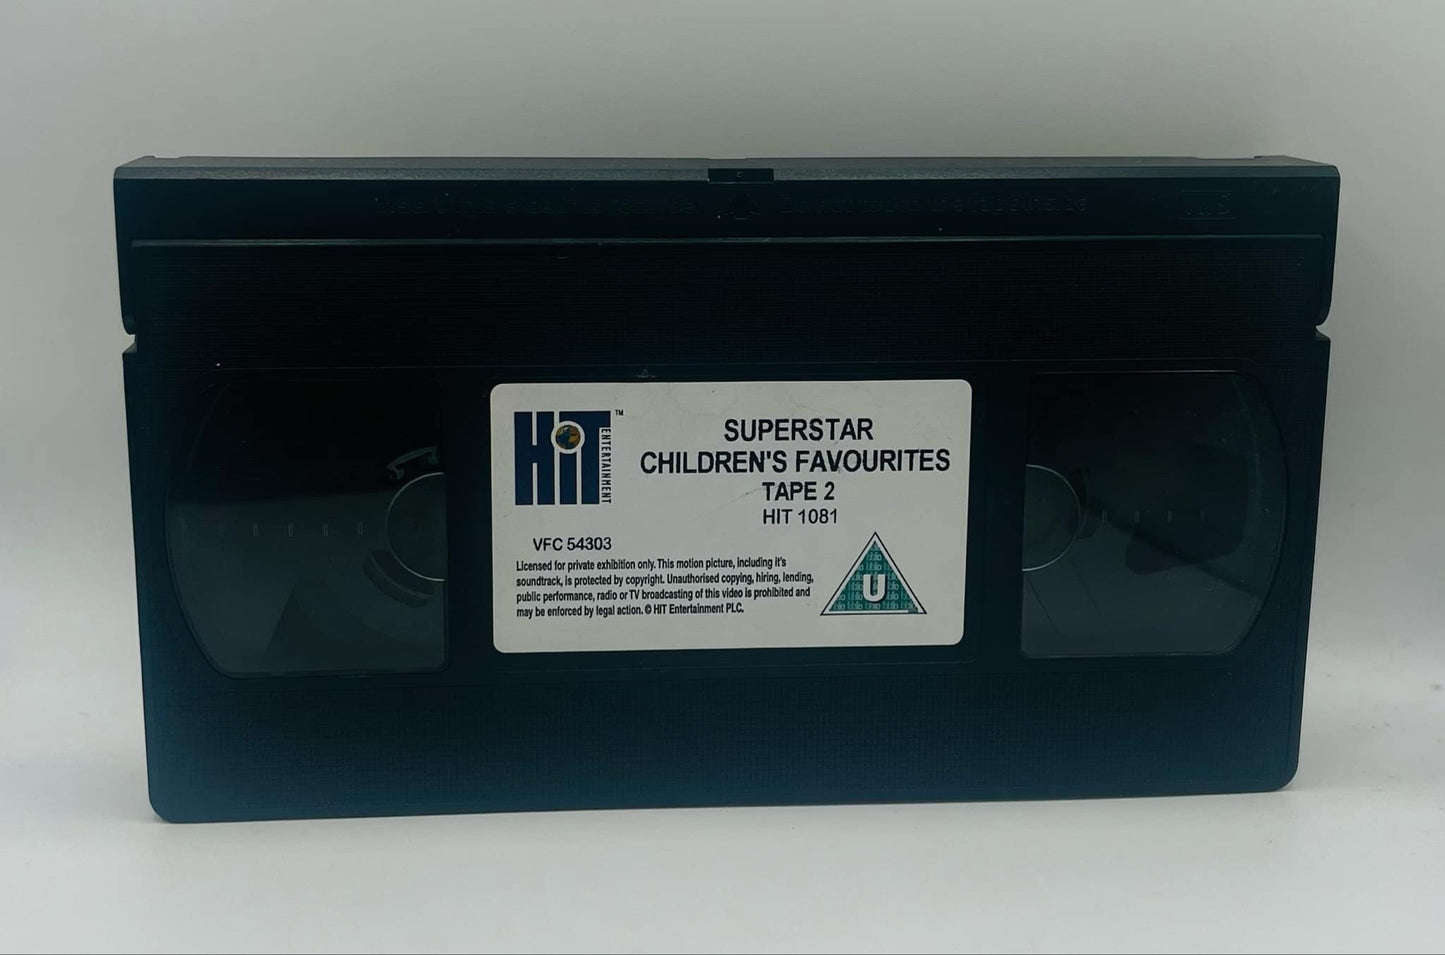 HiT
ENTERTAINMENT
TM
SUPERSTAR
CHILDREN'S FAVOURITES
TAPE 2
HIT 1081
VFC 54303
Licensed for private exhibition only. This motion picture, including it's
soundtrack, is protected by copyright. Unauthorised copying, hiring, lending,
public performance, radio or TV broadcasting of this video is prohibited and
may be enforced by legal action. © HIT Entertainment PLC.
U